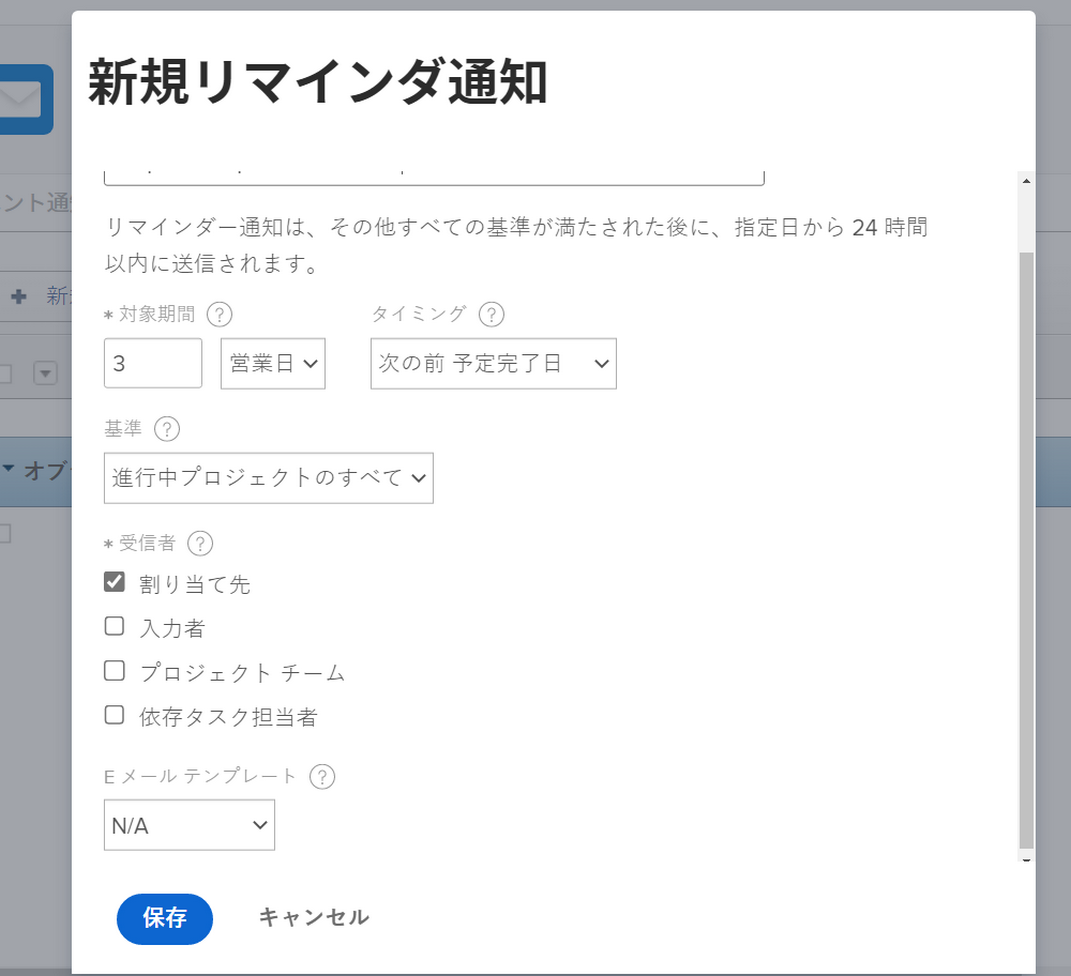 新規リマインダ通知
ント通
リマインダー通知は、その他すべての基準が満たされた後に、指定日から 24 時間
以内に送信されます。
新
* 対象期間 ?
タイミング ?
3
営業日
次の前 予定完了日
基準 ?
オブ
進行中プロジェクトのすべて
* 受信者 ?
割り当て先
入力者
プロジェクト チーム
依存タスク担当者
E メール テンプレート ?
N/A
保存
キャンセル